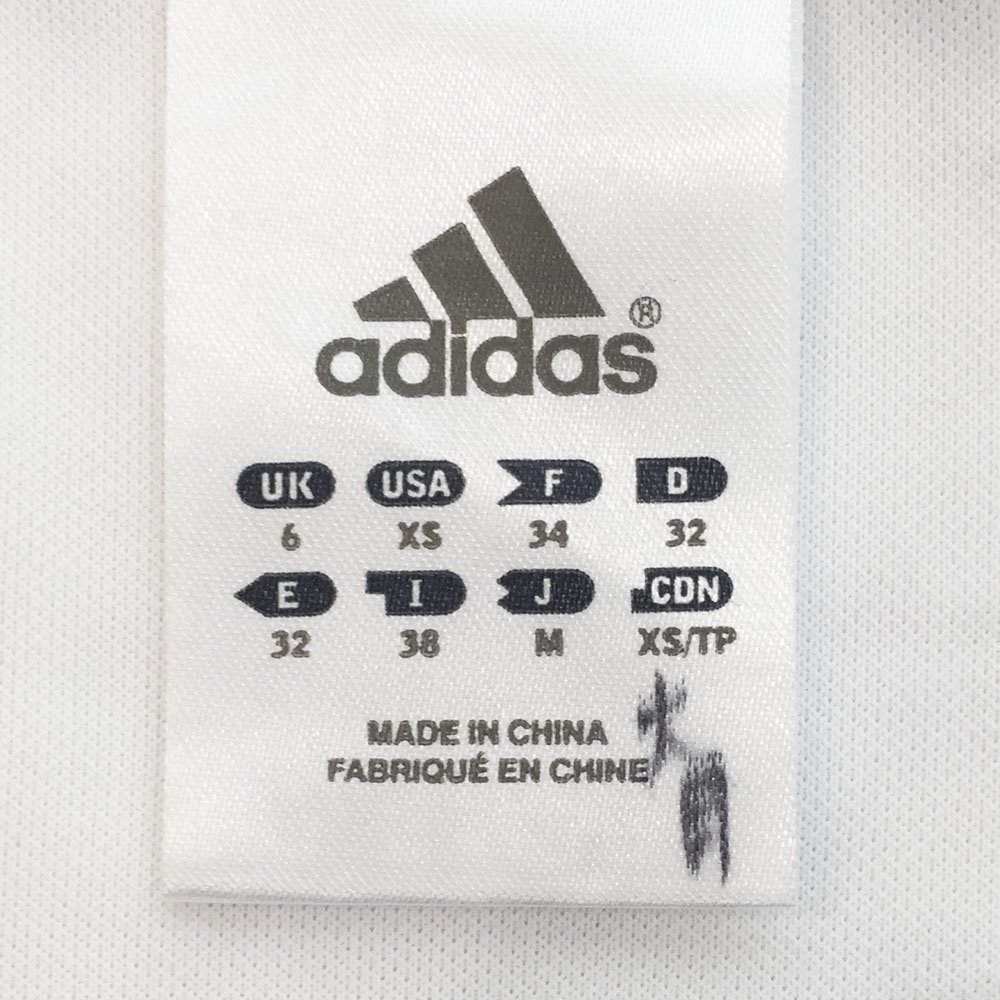 adidas®
UK USA F D
6 XS 34 32
E I J CDN
32 38 M XS/TP
MADE IN CHINA
FABRIQUÉ EN CHINE